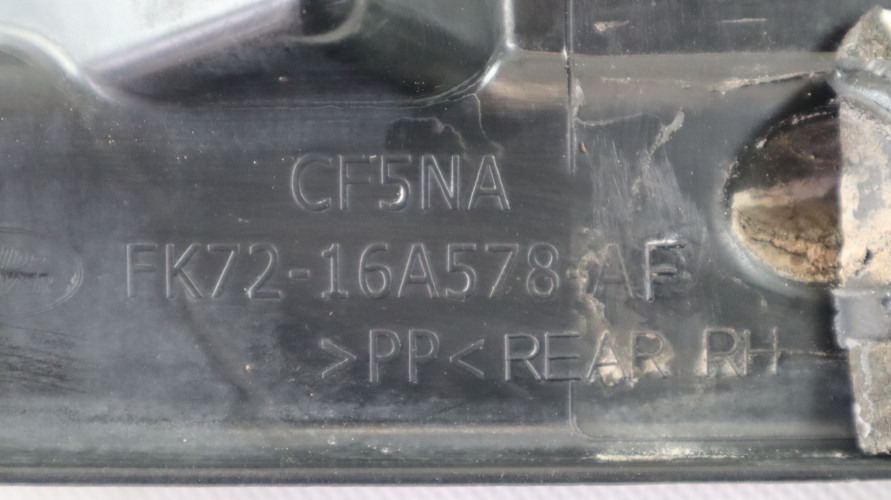 CF5NA
FK72-16A578-AF
>PP< REAR RH